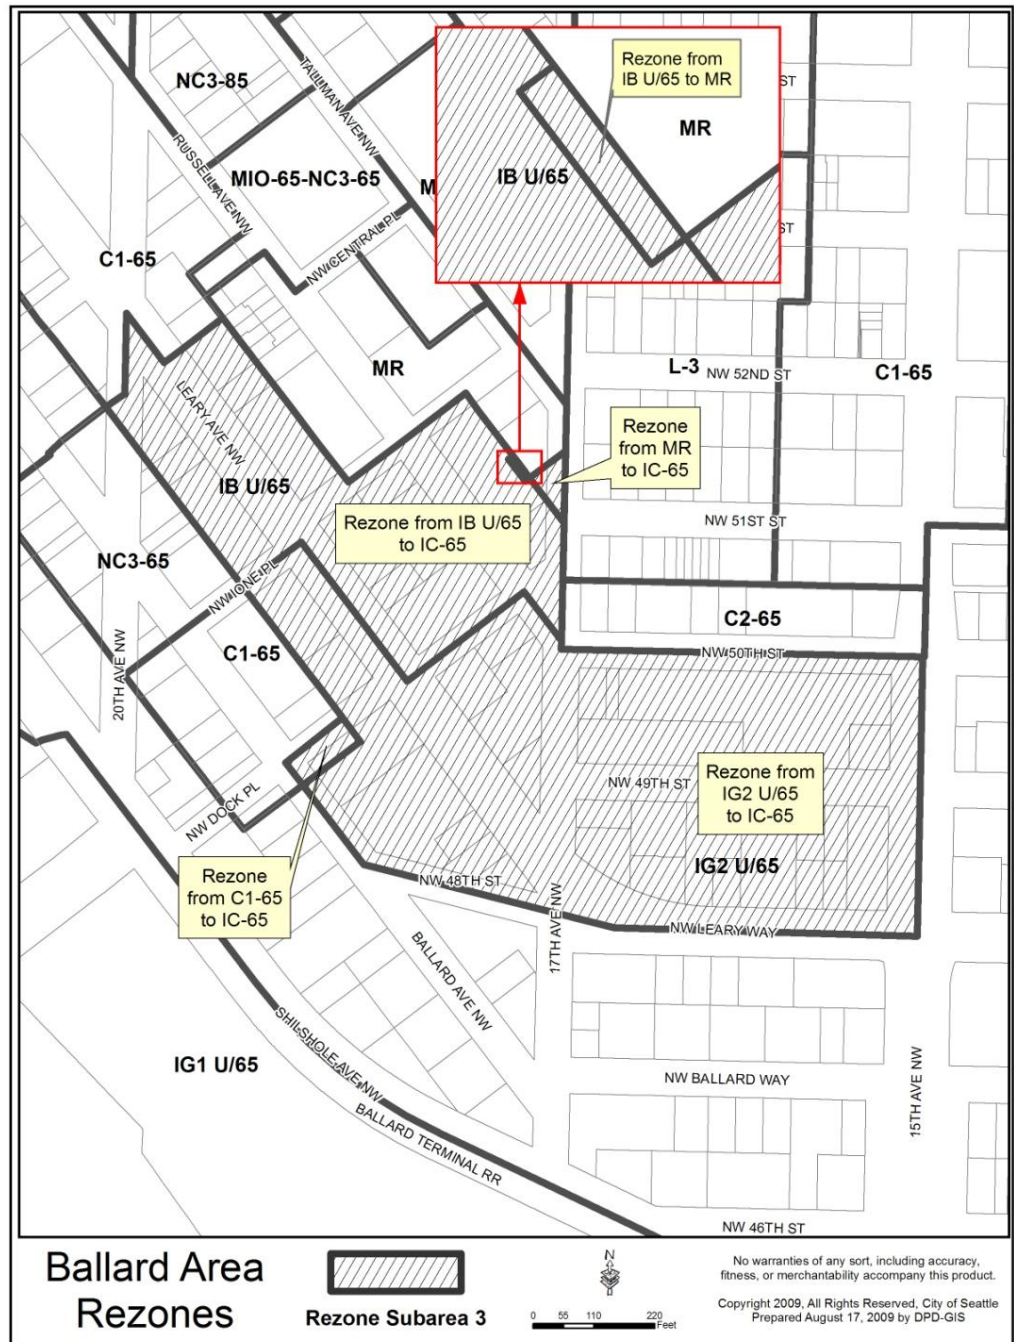 NC3-85
TALLMAN AVE NW
RUSSELL AVE NW
MIO-65-NC3-65
M
Rezone from
IB U/65 to MR
MR
IB U/65
ST
ST
C1-65
NW CENTRAL PL
MR
L-3
NW 52ND ST
C1-65
LEARY AVE NW
IB U/65
Rezone
from MR
to IC-65
Rezone from IB U/65
to IC-65
NW 51ST ST
NC3-65
NW IONE PL
C1-65
C2-65
NW 50TH ST
20TH AVE NW
NW 49TH ST
Rezone from
IG2 U/65
to IC-65
NW DOCK PL
IG2 U/65
Rezone
from C1-65
to IC-65
NW 48TH ST
NW LEARY WAY
BALLARD AVE NW
17TH AVE NW
IG1 U/65
SHILSHOLE AVE NW
BALLARD TERMINAL RR
NW BALLARD WAY
15TH AVE NW
NW 46TH ST
Ballard Area
Rezones
Rezone Subarea 3
N
0 55 110 220
Feet
No warranties of any sort, including accuracy,
fitness, or merchantability accompany this product.
Copyright 2009, All Rights Reserved, City of Seattle
Prepared August 17, 2009 by DPD-GIS